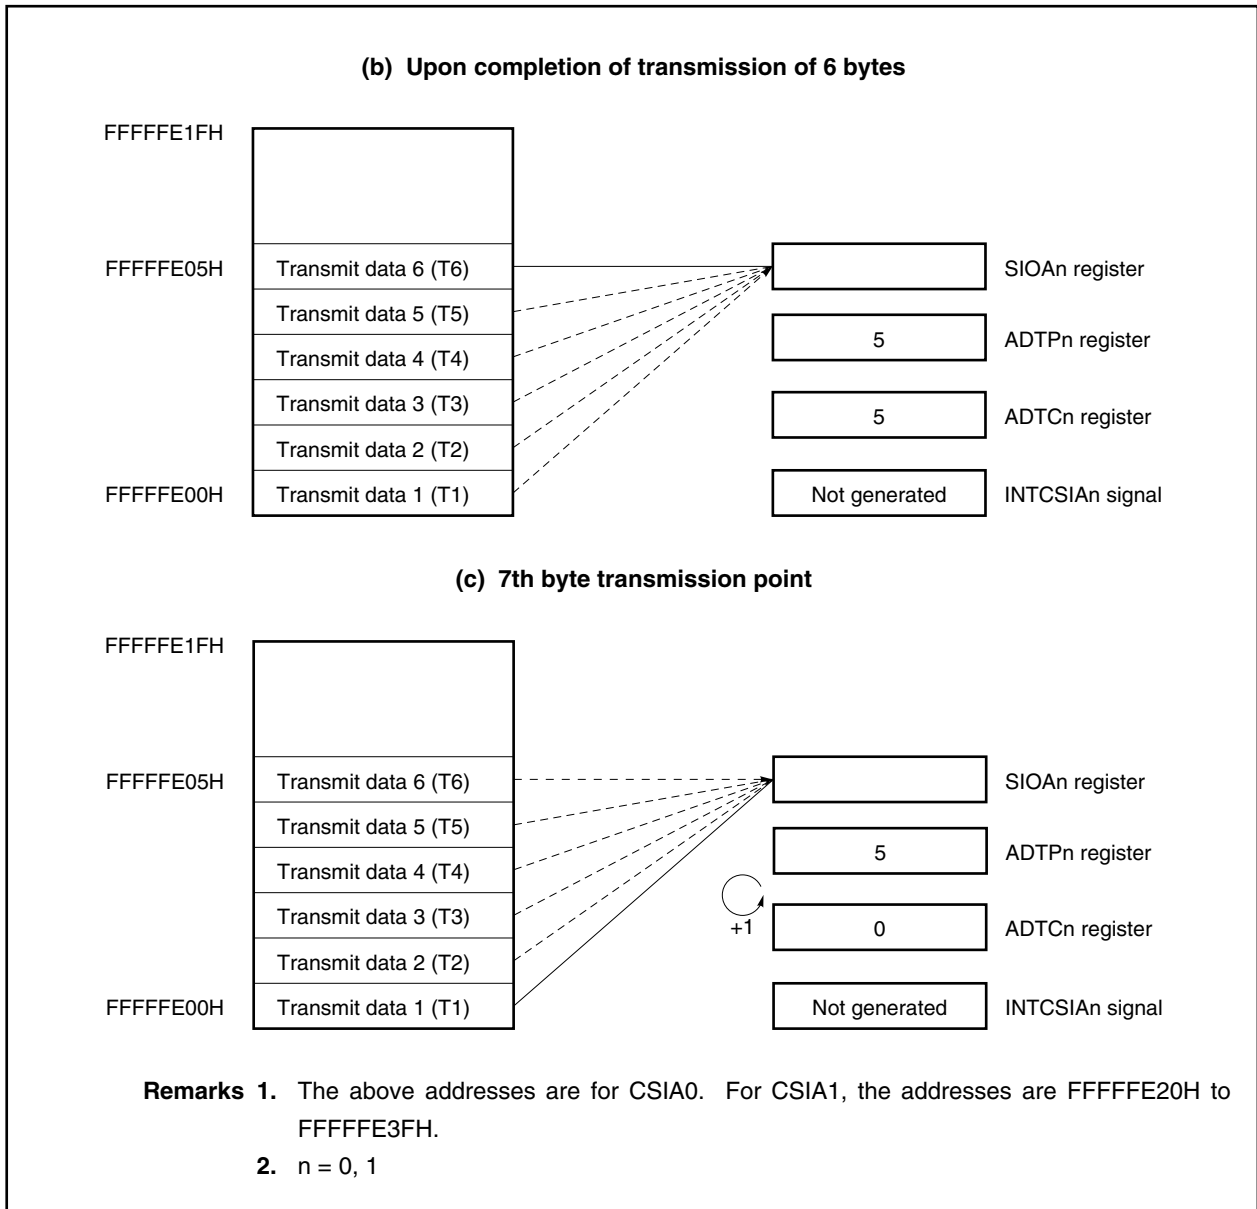 (b) Upon completion of transmission of 6 bytes
FFFFFE1FH
FFFFFE05H Transmit data 6 (T6) SIOAn register
Transmit data 5 (T5)
5 ADTPn register
Transmit data 4 (T4)
Transmit data 3 (T3)
5 ADTCn register
Transmit data 2 (T2)
FFFFFE00H Transmit data 1 (T1) Not generated INTCSIAn signal
(c) 7th byte transmission point
FFFFFE1FH
FFFFFE05H Transmit data 6 (T6) SIOAn register
Transmit data 5 (T5)
5 ADTPn register
Transmit data 4 (T4)
Transmit data 3 (T3)
+1 0 ADTCn register
Transmit data 2 (T2)
FFFFFE00H Transmit data 1 (T1) Not generated INTCSIAn signal
Remarks 1. The above addresses are for CSIA0. For CSIA1, the addresses are FFFFFE20H to
FFFFFE3FH.
2. n = 0, 1